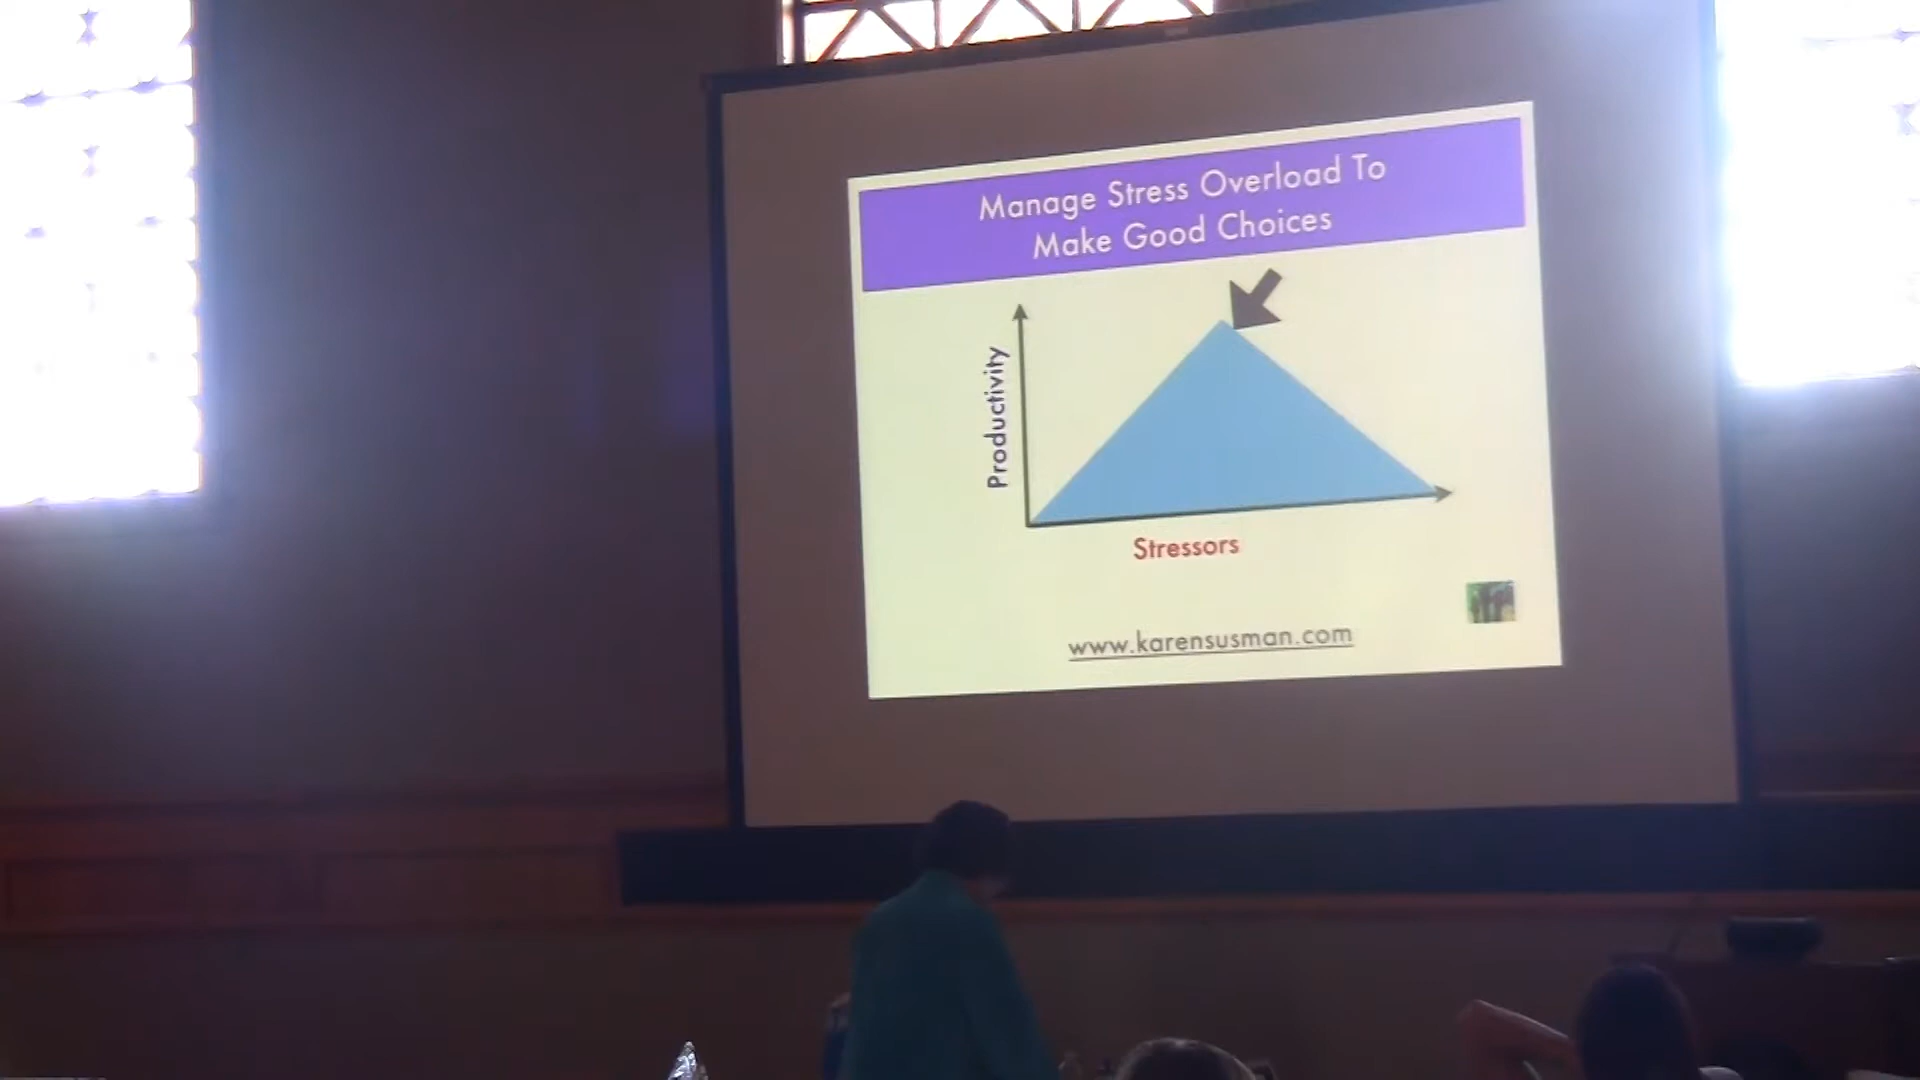 Manage Stress Overload To
Make Good Choices
Productivity
Stressors
www.karensusman.com